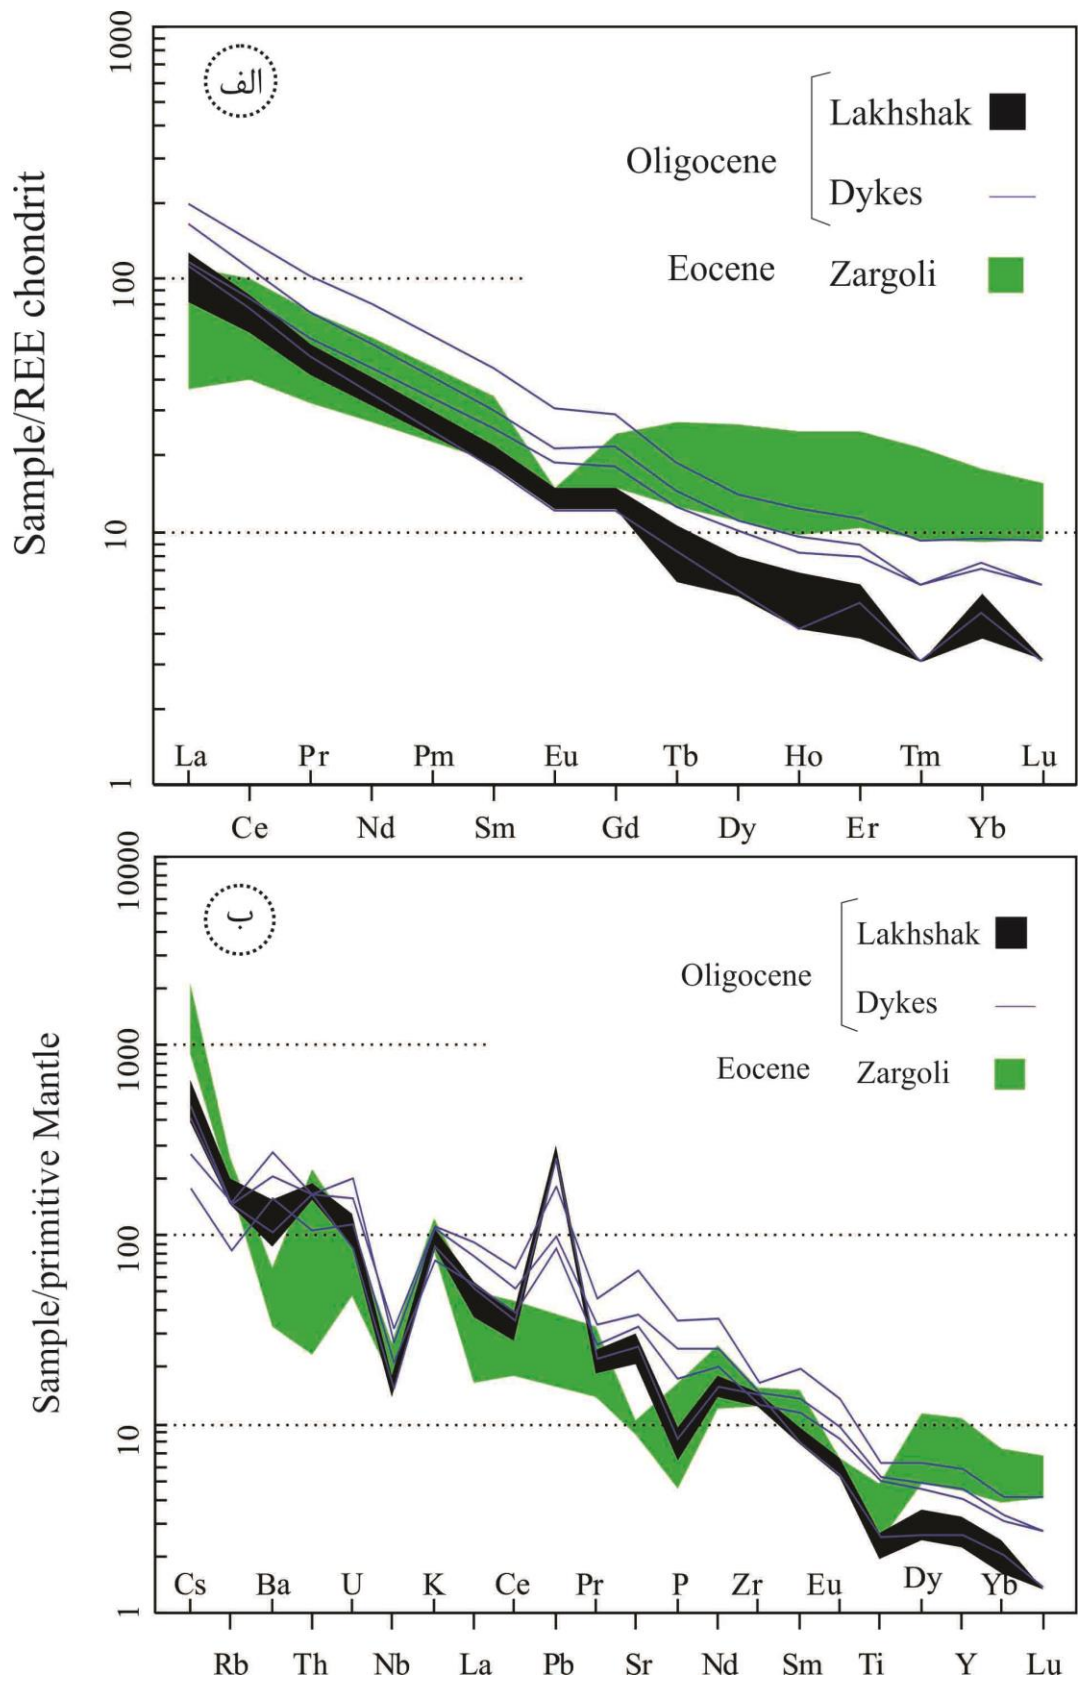 Sample/REE chondrit
1000
100
10
1
الف
Oligocene
Lakhshak
Dykes
Eocene
Zargoli
La Pr Pm Eu Tb Ho Tm Lu
Ce Nd Sm Gd Dy Er Yb
Sample/primitive Mantle
10000
1000
100
10
1
ب
Oligocene
Lakhshak
Dykes
Eocene
Zargoli
Cs Ba U K Ce Pr P Zr Eu Dy Yb
Rb Th Nb La Pb Sr Nd Sm Ti Y Lu